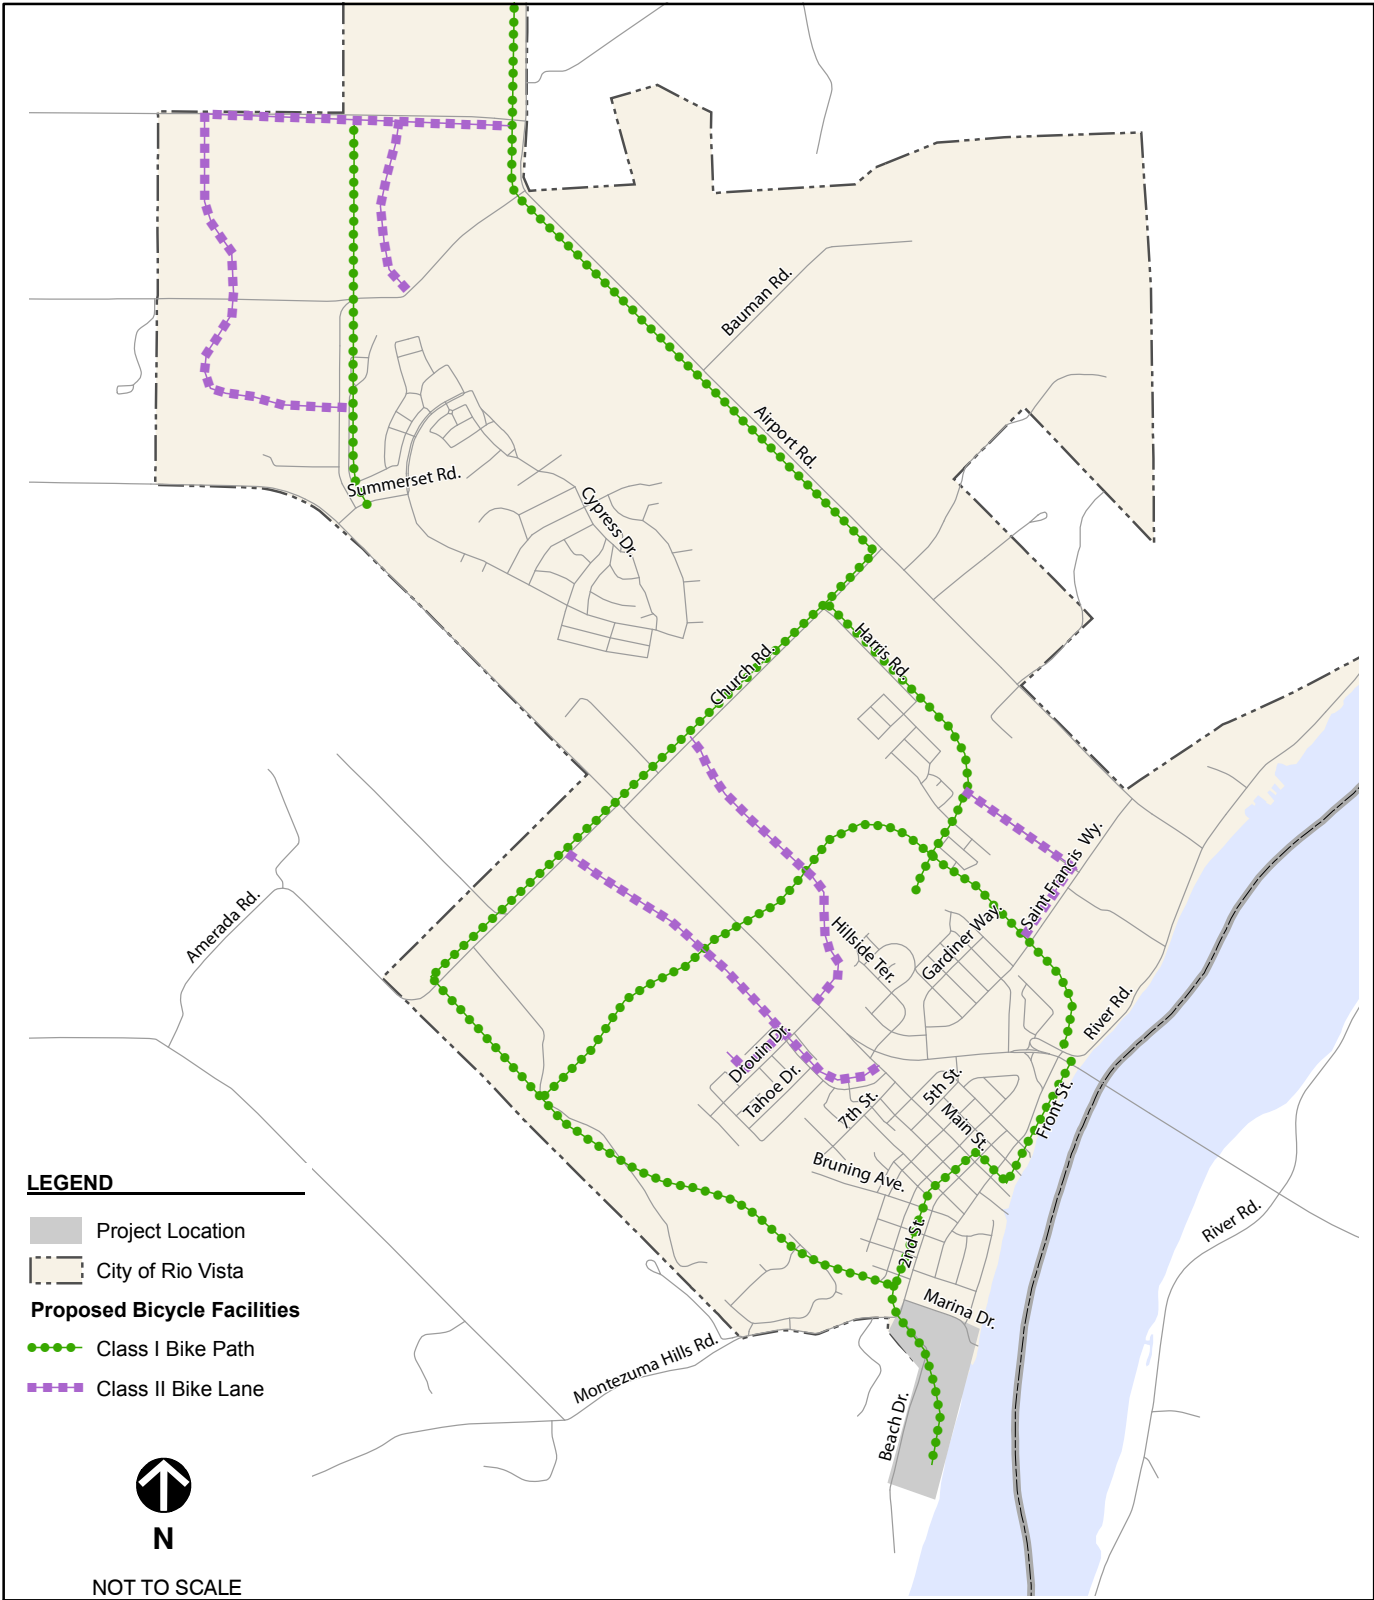 Bauman Rd.
Airport Rd.
Summerset Rd.
Cypress Dr.
Harris Rd.
Church Rd.
Saint Francis Wy.
Amerada Rd.
Hillside Ter.
Gardiner Way.
River Rd.
Drouin Dr.
Tahoe Dr.
7th St.
5th St.
Main St.
Front St.
Bruning Ave.
2nd St.
River Rd.
Marina Dr.
Montezuma Hills Rd.
Beach Dr.
LEGEND
Project Location
City of Rio Vista
Proposed Bicycle Facilities
Class I Bike Path
Class II Bike Lane
N
NOT TO SCALE